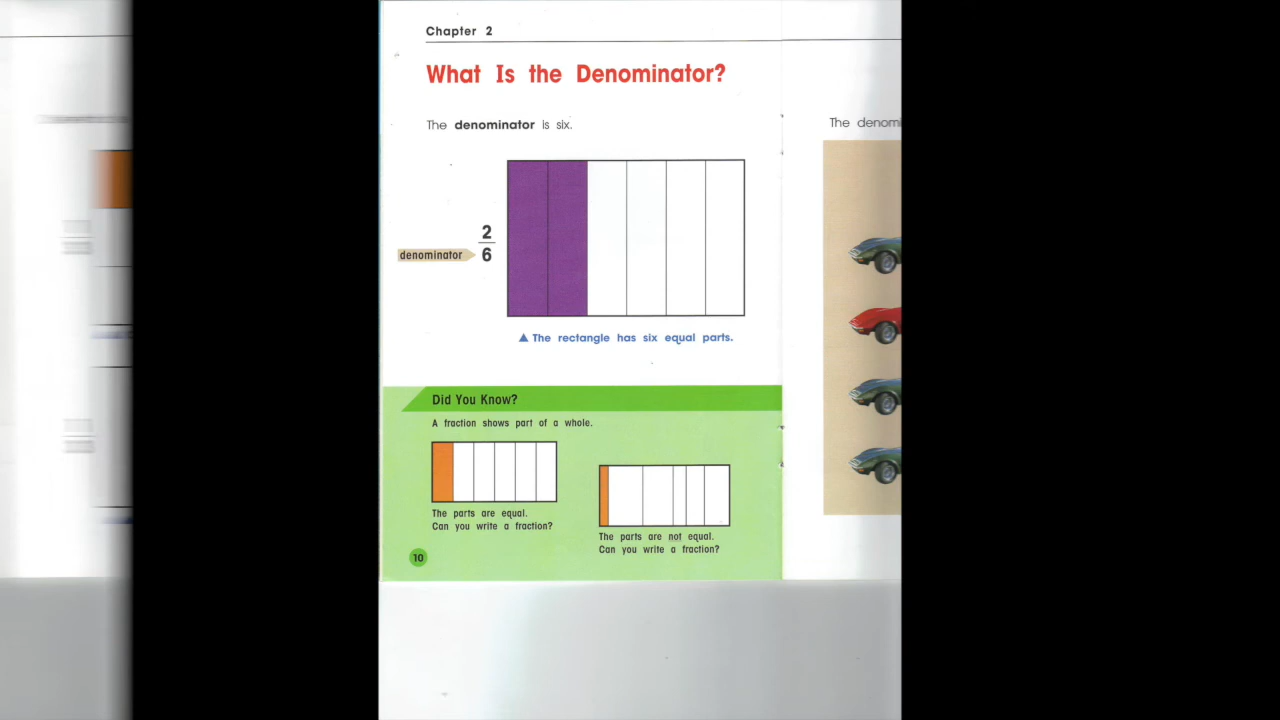 Chapter 2
What Is the Denominator?
The denominator is six.
2
denominator 6
▲ The rectangle has six equal parts.
Did You Know?
A fraction shows part of a whole.
The parts are equal.
Can you write a fraction?
The parts are not equal.
Can you write a fraction?
10
The denomi